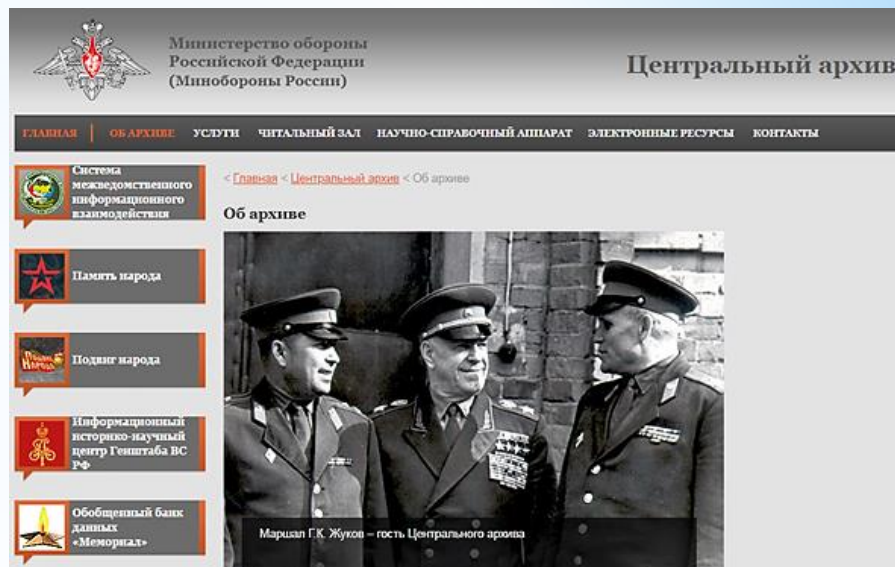 Министерство обороны
Российской Федерации
(Минобороны России)
Центральный архив
ГЛАВНАЯ ОБ АРХИВЕ УСЛУГИ ЧИТАЛЬНЫЙ ЗАЛ НАУЧНО-СПРАВОЧНЫЙ АППАРАТ ЭЛЕКТРОННЫЕ РЕСУРСЫ КОНТАКТЫ
Система
межведомственного
информационного
взаимодействия
Память народа
Подвиг народа
Информационный
историко-научный
центр Генштаба ВС
РФ
Обобщенный банк
данных
«Мемориал»
< Главная < Центральный архив < Об архиве
Об архиве
Маршал Г.К. Жуков – гость Центрального архива